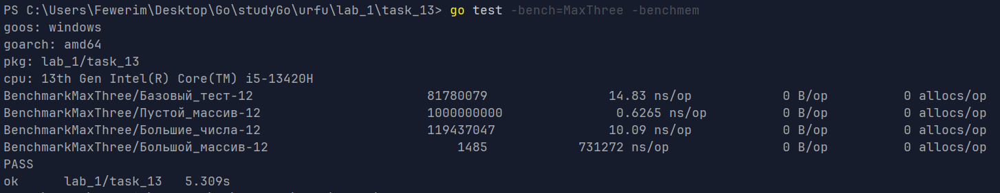 PS C:\Users\Fewerim\Desktop\Go\studyGo\urfu\lab_1\task_13> go test -bench=MaxThree -benchmem
goos: windows
goarch: amd64
pkg: lab_1/task_13
cpu: 13th Gen Intel(R) Core(TM) i5-13420H
BenchmarkMaxThree/Базовый_тест-12 81780079 14.83 ns/op 0 B/op 0 allocs/op
BenchmarkMaxThree/Пустой_массив-12 1000000000 0.6265 ns/op 0 B/op 0 allocs/op
BenchmarkMaxThree/Большие_числа-12 119437047 10.09 ns/op 0 B/op 0 allocs/op
BenchmarkMaxThree/Большой_массив-12 1485 731272 ns/op 0 B/op 0 allocs/op
PASS
ok lab_1/task_13 5.309s